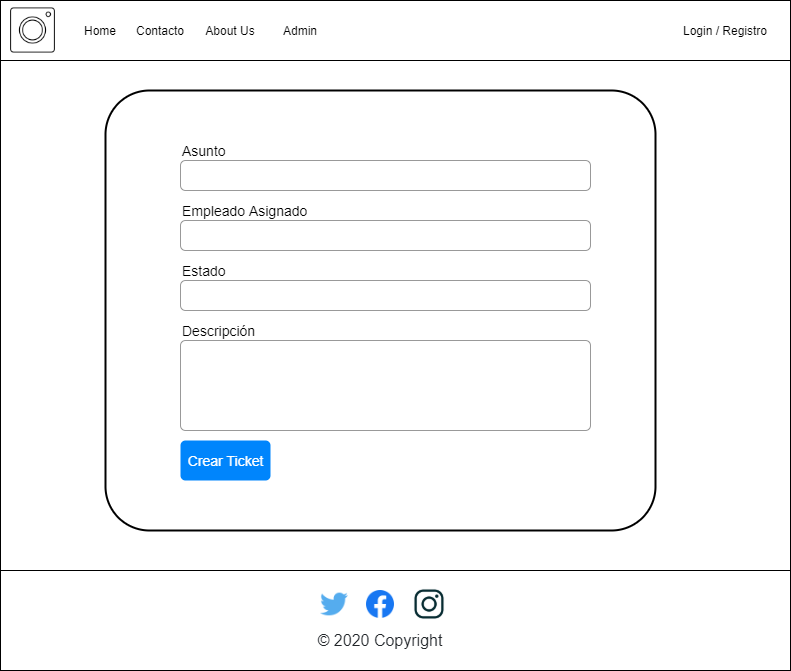 Home Contacto About Us Admin Login / Registro
Asunto
Empleado Asignado
Estado
Descripción
Crear Ticket
© 2020 Copyright